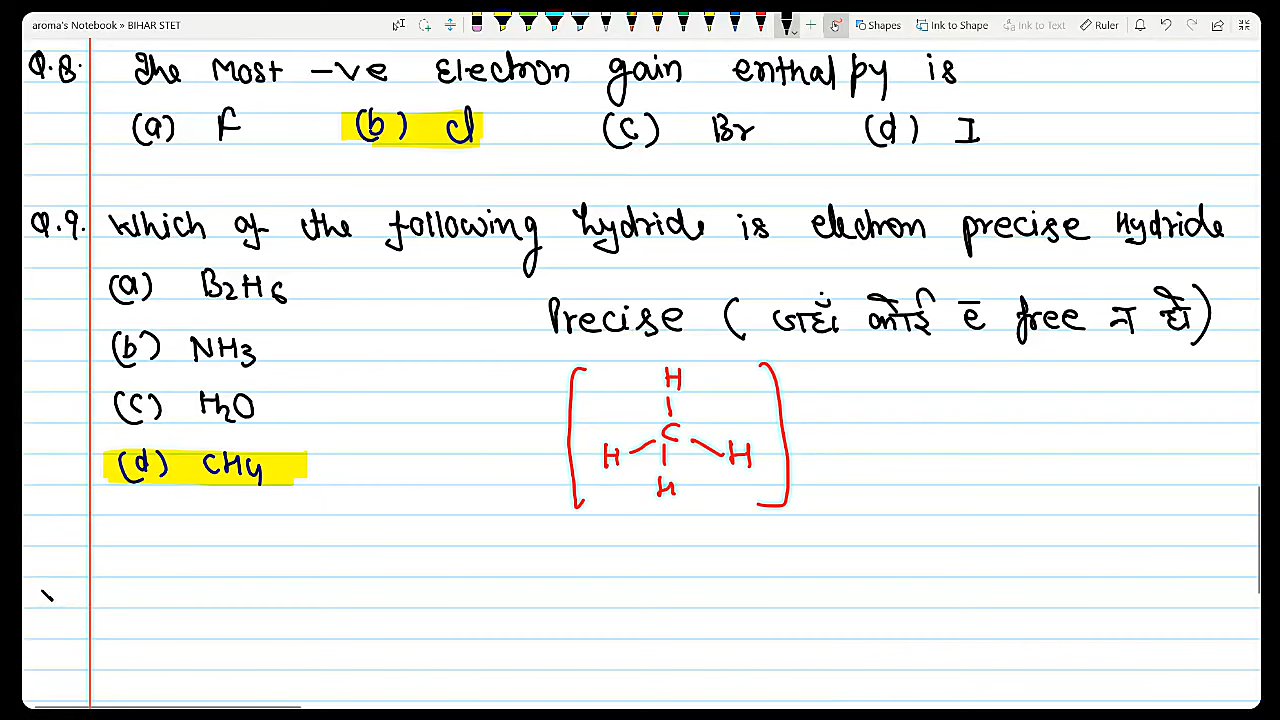 aroma's Notebook » BIHAR STET
Shapes Ink to Shape Ink to Text Ruler
Q.8. The Most -ve Electron gain enthalpy is
(a) F (b) Cl (c) Br (d) I
Q.9. Which of the following hydride is electron precise Hydride
(a) B2H6
Precise ( जहाँ कोई e̅ free न हो )
(b) NH3
(c) H2O
(d) CH4
H
C
H H
H